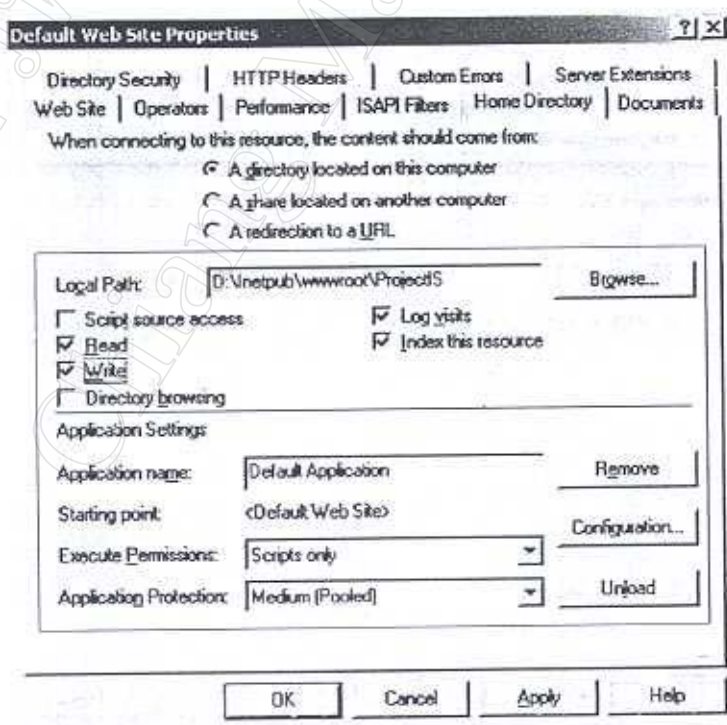 Default Web Site Properties ? X
Directory Security | HTTP Headers | Custom Errors | Server Extensions
Web Site | Operators | Performance | ISAPI Filters | Home Directory | Documents
When connecting to this resource, the content should come from:
A directory located on this computer
A share located on another computer
A redirection to a URL
Local Path: D:\Inetpub\wwwroot\ProjectIS Browse...
Script source access Log visits
Read Index this resource
Write
Directory browsing
Application Settings
Application name: Default Application Remove
Starting point: <Default Web Site> Configuration...
Execute Permissions: Scripts only
Application Protection: Medium (Pooled) Unload
OK Cancel Apply Help